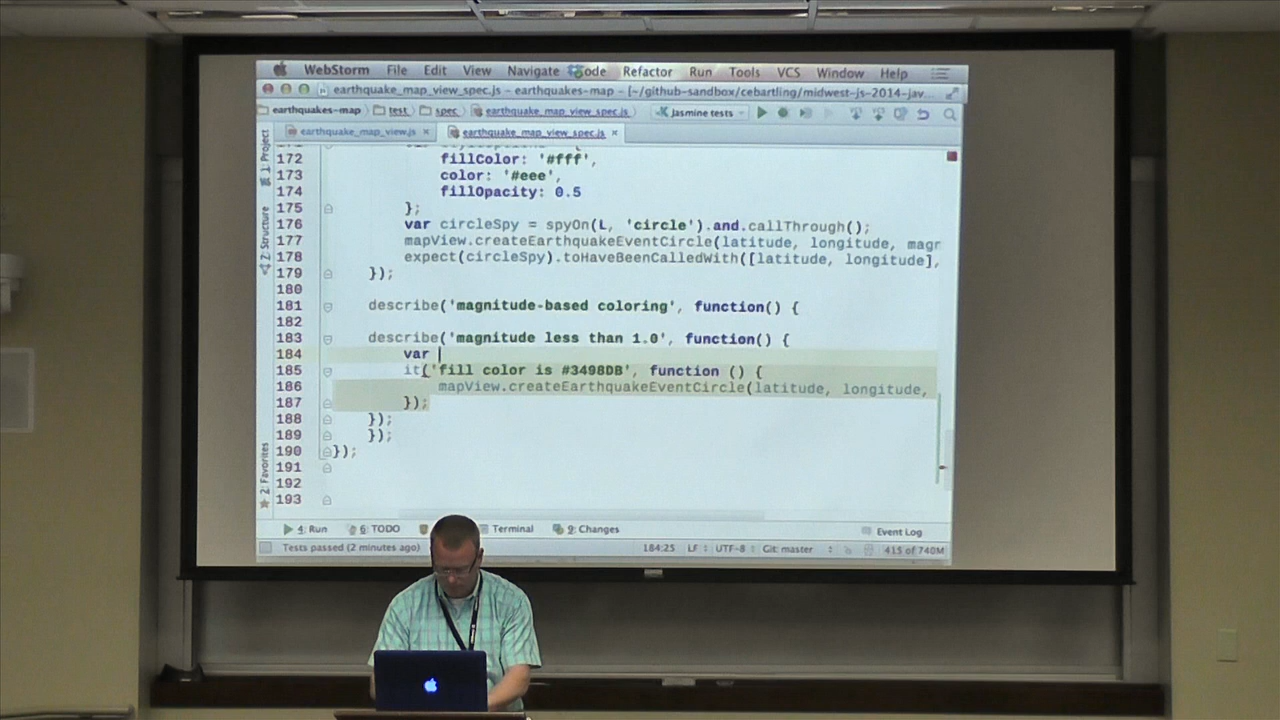 WebStorm File Edit View Navigate Code Refactor Run Tools VCS Window Help
earthquake_map_view_spec.js – earthquakes-map – [~/github-sandbox/cebartling/midwest-js-2014-jav...
earthquakes-map test spec earthquake_map_view_spec.js Jasmine tests
earthquake_map_view.js × earthquake_map_view_spec.js ×
1: Project
Z: Structure
2: Favorites
172 fillColor: '#fff',
173 color: '#eee',
174 fillOpacity: 0.5
175 };
176 var circleSpy = spyOn(L, 'circle').and.callThrough();
177 mapView.createEarthquakeEventCircle(latitude, longitude, magn
178 expect(circleSpy).toHaveBeenCalledWith([latitude, longitude],
179 });
180
181 describe('magnitude-based coloring', function() {
182
183 describe('magnitude less than 1.0', function() {
184 var
185 it('fill color is #3498DB', function () {
186 mapView.createEarthquakeEventCircle(latitude, longitude,
187 });
188 });
189 });
190 });
191
192
193
4: Run 6: TODO Terminal 9: Changes Event Log
Tests passed (2 minutes ago) 184:25 LF UTF-8 Git: master 415 of 740M